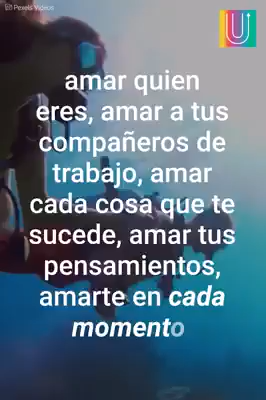 Pexels Videos
U
amar quien
eres, amar a tus
compañeros de
trabajo, amar
cada cosa que te
sucede, amar tus
pensamientos,
amarte en cada
momento